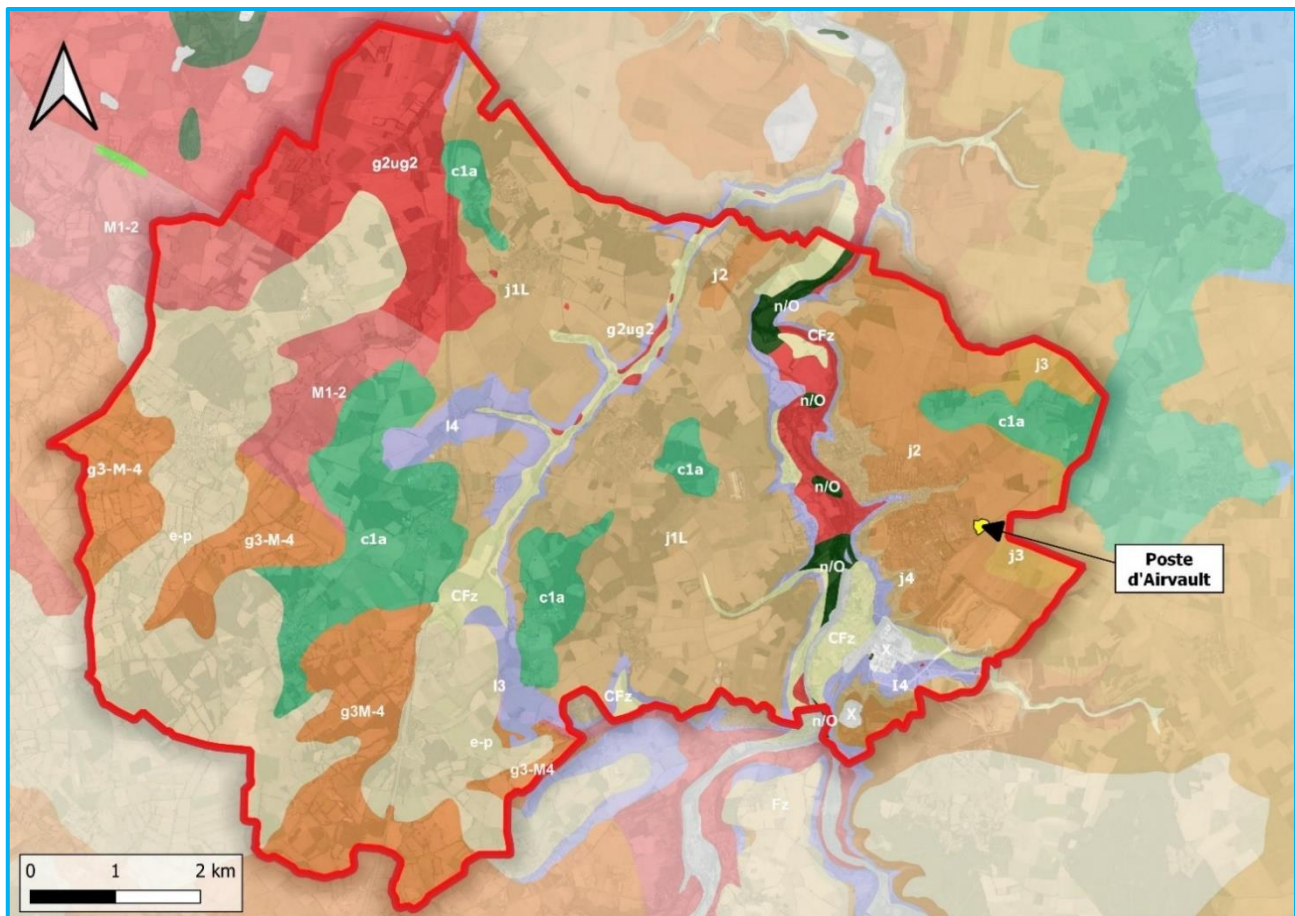 g2ug2
c1a
M1-2
j1L
j2
n/O
g2ug2
CFz
j3
M1-2
n/O
c1a
l4
j2
c1a
g3-M-4
n/O
e-p
g3-M-4
c1a
j1L
j3
Poste
d'Airvault
n/O
j4
CFz
c1a
CFz
X
I4
l3
CFz
g3M-4
X
n/O
e-p
g3-M4
Fz
0 1 2 km